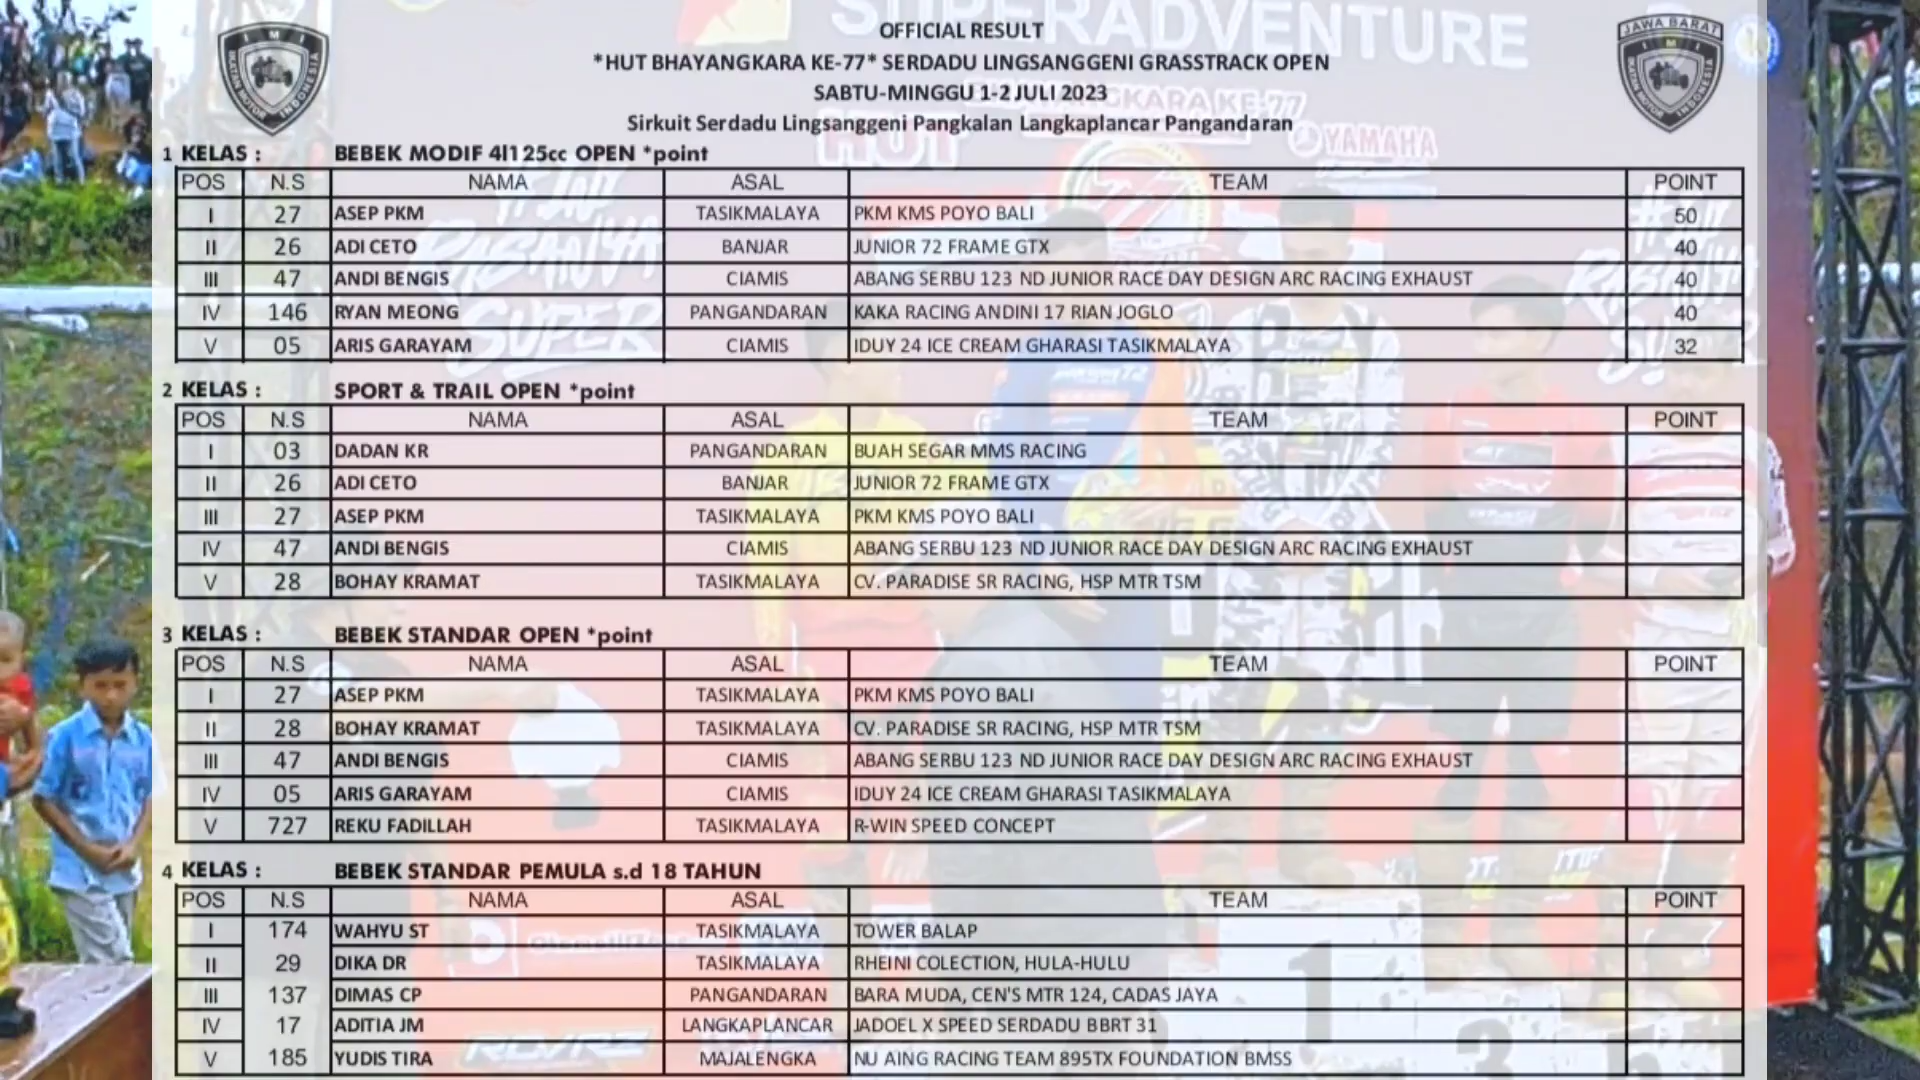 SUPERADVENTURE
OFFICIAL RESULT
*HUT BHAYANGKARA KE-77* SERDADU LINGSANGGENI GRASSTRACK OPEN
SABTU-MINGGU 1-2 JULI 2023
Sirkuit Serdadu Lingsanggeni Pangkalan Langkaplancar Pangandaran
IMI
IKATAN MOTOR INDONESIA
JAWA BARAT
IMI
IKATAN MOTOR INDONESIA
HUT
YAMAHA
1 KELAS : BEBEK MODIF 4l125cc OPEN *point
POS N.S NAMA ASAL TEAM POINT
I 27 ASEP PKM TASIKMALAYA PKM KMS POYO BALI 50
II 26 ADI CETO BANJAR JUNIOR 72 FRAME GTX 40
III 47 ANDI BENGIS CIAMIS ABANG SERBU 123 ND JUNIOR RACE DAY DESIGN ARC RACING EXHAUST 40
IV 146 RYAN MEONG PANGANDARAN KAKA RACING ANDINI 17 RIAN JOGLO 40
V 05 ARIS GARAYAM CIAMIS IDUY 24 ICE CREAM GHARASI TASIKMALAYA 32
2 KELAS : SPORT & TRAIL OPEN *point
POS N.S NAMA ASAL TEAM POINT
I 03 DADAN KR PANGANDARAN BUAH SEGAR MMS RACING
II 26 ADI CETO BANJAR JUNIOR 72 FRAME GTX
III 27 ASEP PKM TASIKMALAYA PKM KMS POYO BALI
IV 47 ANDI BENGIS CIAMIS ABANG SERBU 123 ND JUNIOR RACE DAY DESIGN ARC RACING EXHAUST
V 28 BOHAY KRAMAT TASIKMALAYA CV. PARADISE SR RACING, HSP MTR TSM
3 KELAS : BEBEK STANDAR OPEN *point
POS N.S NAMA ASAL TEAM POINT
I 27 ASEP PKM TASIKMALAYA PKM KMS POYO BALI
II 28 BOHAY KRAMAT TASIKMALAYA CV. PARADISE SR RACING, HSP MTR TSM
III 47 ANDI BENGIS CIAMIS ABANG SERBU 123 ND JUNIOR RACE DAY DESIGN ARC RACING EXHAUST
IV 05 ARIS GARAYAM CIAMIS IDUY 24 ICE CREAM GHARASI TASIKMALAYA
V 727 REKU FADILLAH TASIKMALAYA R-WIN SPEED CONCEPT
4 KELAS : BEBEK STANDAR PEMULA s.d 18 TAHUN
POS N.S NAMA ASAL TEAM POINT
I 174 WAHYU ST TASIKMALAYA TOWER BALAP
II 29 DIKA DR TASIKMALAYA RHEINI COLECTION, HULA-HULU
III 137 DIMAS CP PANGANDARAN BARA MUDA, CEN'S MTR 124, CADAS JAYA
IV 17 ADITIA JM LANGKAPLANCAR JADOEL X SPEED SERDADU BBRT 31
V 185 YUDIS TIRA MAJALENGKA NU AING RACING TEAM 895TX FOUNDATION BMSS